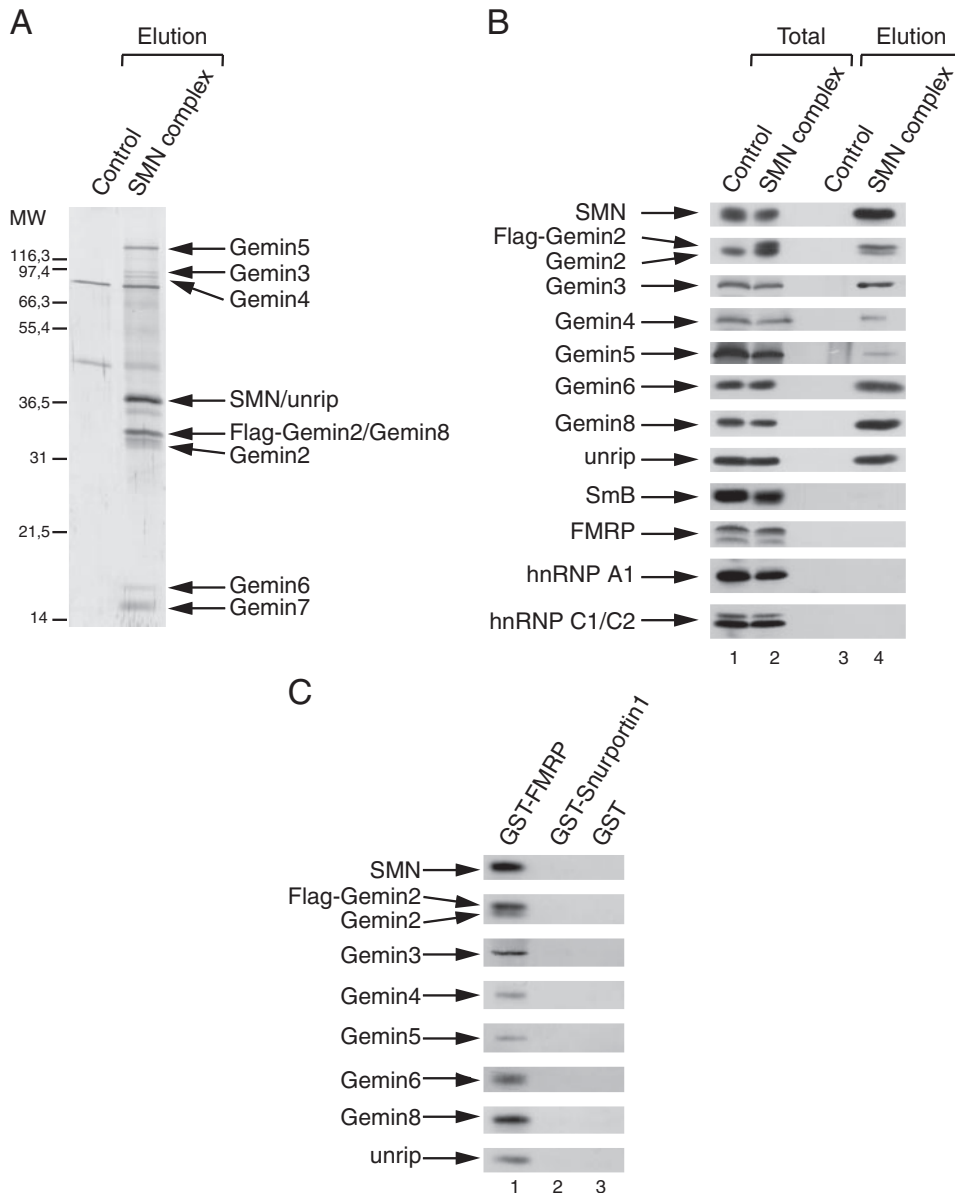 A
Elution
Control
SMN complex
MW
116,3
97,4
66,3
55,4
36,5
31
21,5
14
Gemin5
Gemin3
Gemin4
SMN/unrip
Flag-Gemin2/Gemin8
Gemin2
Gemin6
Gemin7
B
Total
Elution
Control
SMN complex
Control
SMN complex
SMN
Flag-Gemin2
Gemin2
Gemin3
Gemin4
Gemin5
Gemin6
Gemin8
unrip
SmB
FMRP
hnRNP A1
hnRNP C1/C2
1 2 3 4
C
GST-FMRP
GST-Snurportin1
GST
SMN
Flag-Gemin2
Gemin2
Gemin3
Gemin4
Gemin5
Gemin6
Gemin8
unrip
1 2 3